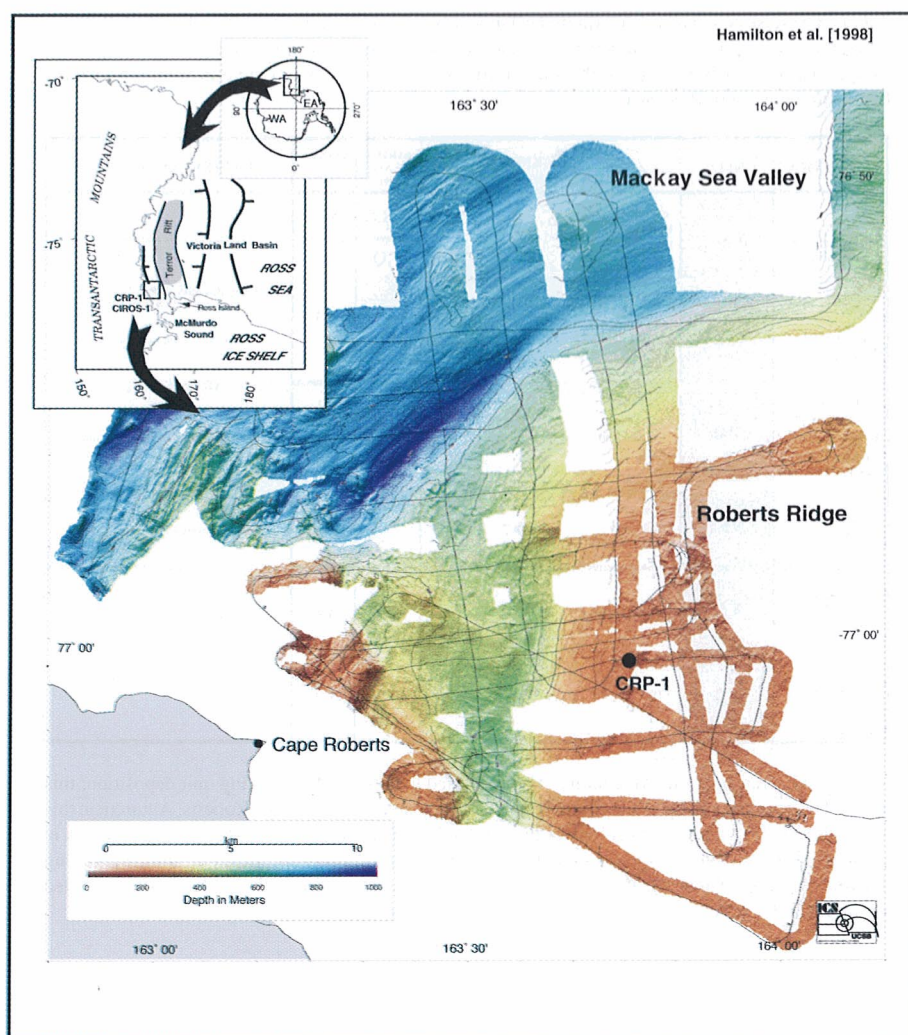 Hamilton et al. [1998]
180°
90°
270°
WA
EA
0°
-70°
-75°
MOUNTAINS
TRANSANTARCTIC
Terror Rift
Victoria Land Basin
ROSS
SEA
CRP-1
CIROS-1
Ross Island
McMurdo
Sound
ROSS
ICE SHELF
150°
160°
170°
180°
163° 30'
164° 00'
76° 50'
Mackay Sea Valley
Roberts Ridge
77° 00'
-77° 00'
CRP-1
Cape Roberts
km
0
5
10
0
200
400
600
800
1000
Depth in Meters
163° 00'
163° 30'
164° 00'
ICS
UCSB